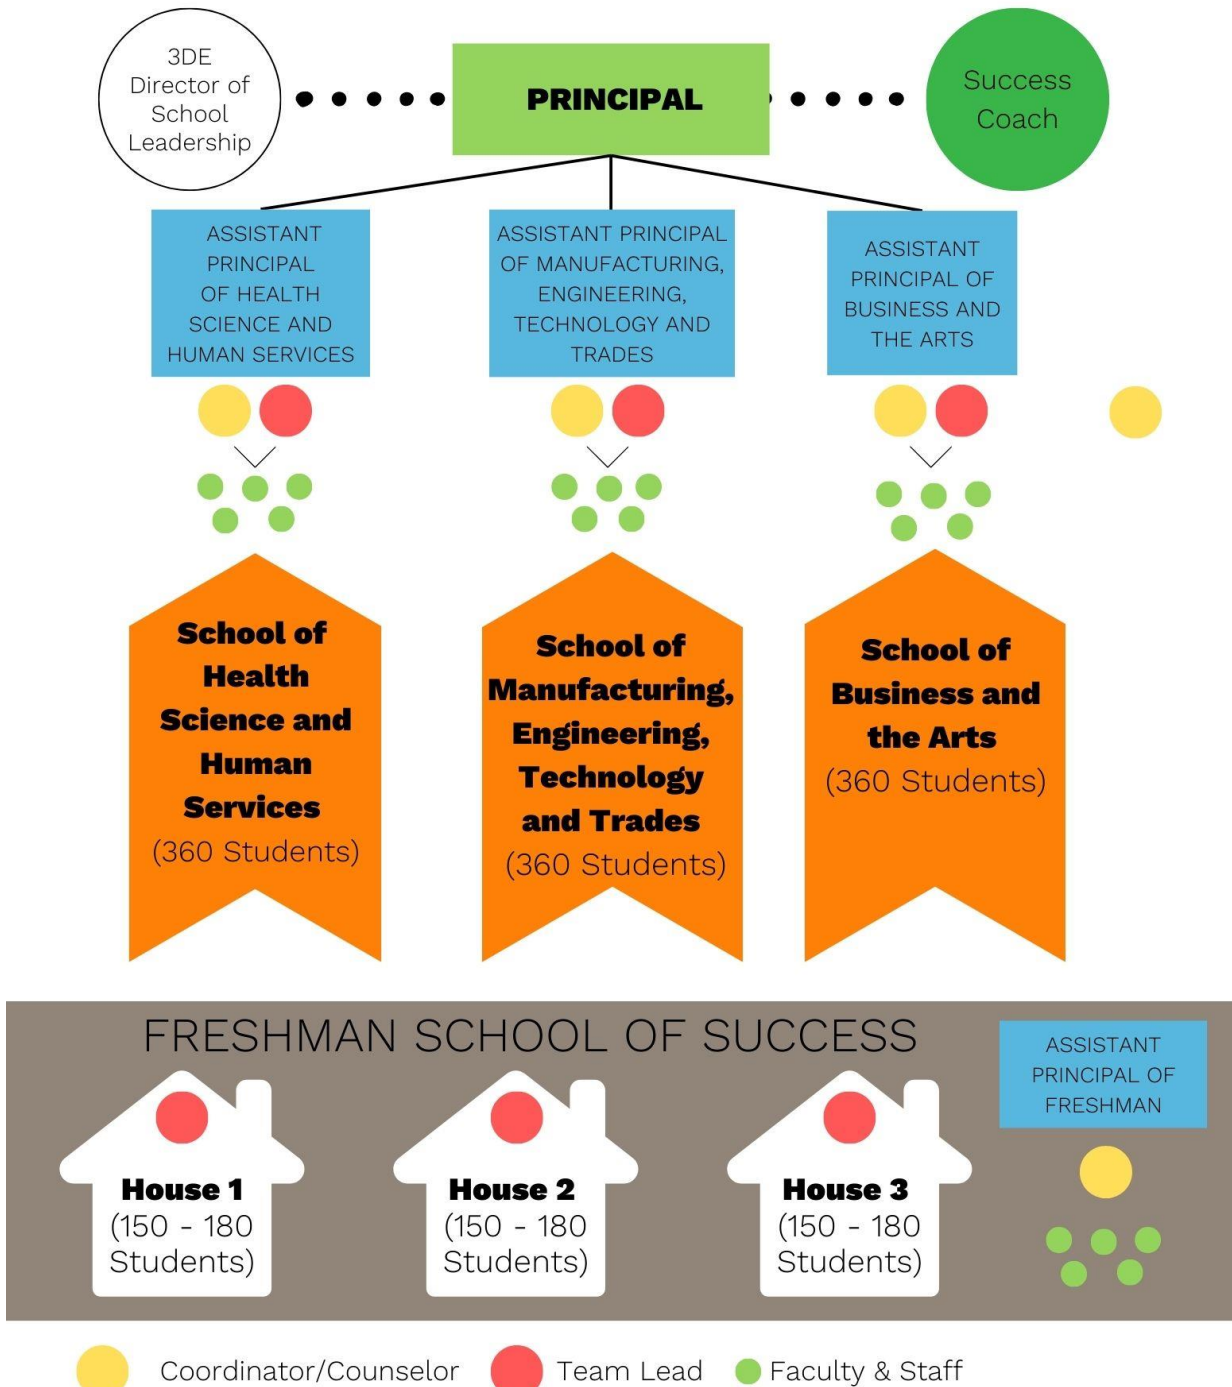 3DE
Director of
School
Leadership
PRINCIPAL
Success
Coach
ASSISTANT
PRINCIPAL
OF HEALTH
SCIENCE AND
HUMAN SERVICES
ASSISTANT PRINCIPAL
OF MANUFACTURING,
ENGINEERING,
TECHNOLOGY AND
TRADES
ASSISTANT
PRINCIPAL OF
BUSINESS AND
THE ARTS
School of
Health
Science and
Human
Services
(360 Students)
School of
Manufacturing,
Engineering,
Technology
and Trades
(360 Students)
School of
Business and
the Arts
(360 Students)
FRESHMAN SCHOOL OF SUCCESS
ASSISTANT
PRINCIPAL OF
FRESHMAN
House 1
(150 - 180
Students)
House 2
(150 - 180
Students)
House 3
(150 - 180
Students)
Coordinator/Counselor
Team Lead
Faculty & Staff